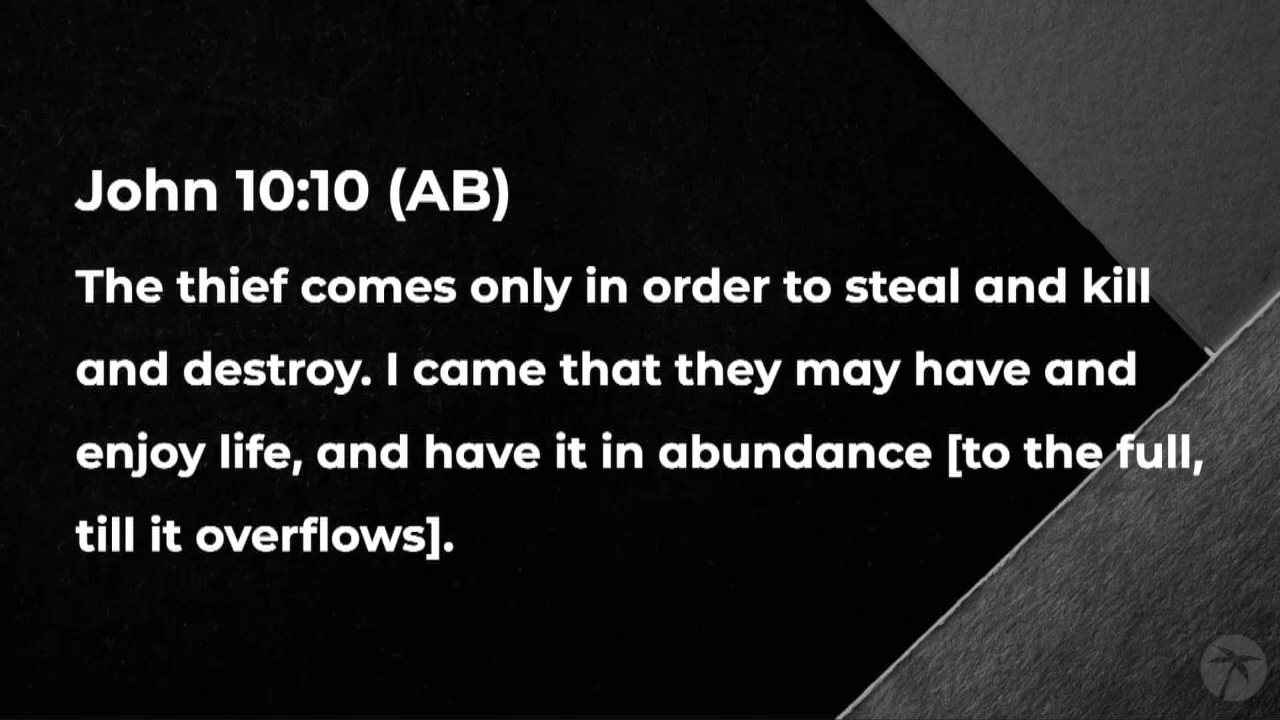 John 10:10 (AB)
The thief comes only in order to steal and kill
and destroy. I came that they may have and
enjoy life, and have it in abundance [to the full,
till it overflows].